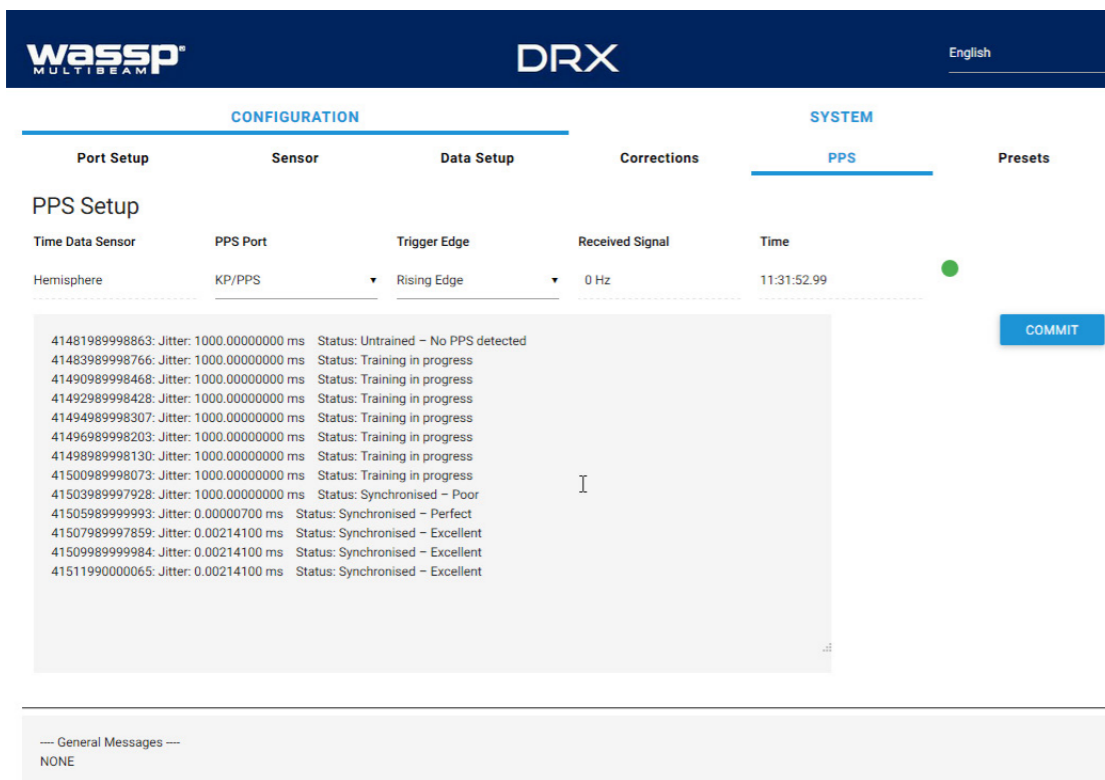 wassp®
MULTIBEAM
DRX
English
CONFIGURATION SYSTEM
Port Setup Sensor Data Setup Corrections PPS Presets
PPS Setup
Time Data Sensor PPS Port Trigger Edge Received Signal Time
Hemisphere KP/PPS Rising Edge 0 Hz 11:31:52.99
COMMIT
41481989998863: Jitter: 1000.00000000 ms Status: Untrained – No PPS detected
41483989998766: Jitter: 1000.00000000 ms Status: Training in progress
41490989998468: Jitter: 1000.00000000 ms Status: Training in progress
41492989998428: Jitter: 1000.00000000 ms Status: Training in progress
41494989998307: Jitter: 1000.00000000 ms Status: Training in progress
41496989998203: Jitter: 1000.00000000 ms Status: Training in progress
41498989998130: Jitter: 1000.00000000 ms Status: Training in progress
41500989998073: Jitter: 1000.00000000 ms Status: Training in progress
41503989997928: Jitter: 1000.00000000 ms Status: Synchronised – Poor
41505989999993: Jitter: 0.00000700 ms Status: Synchronised – Perfect
41507989997859: Jitter: 0.00214100 ms Status: Synchronised – Excellent
41509989999984: Jitter: 0.00214100 ms Status: Synchronised – Excellent
41511990000065: Jitter: 0.00214100 ms Status: Synchronised – Excellent
---- General Messages ----
NONE